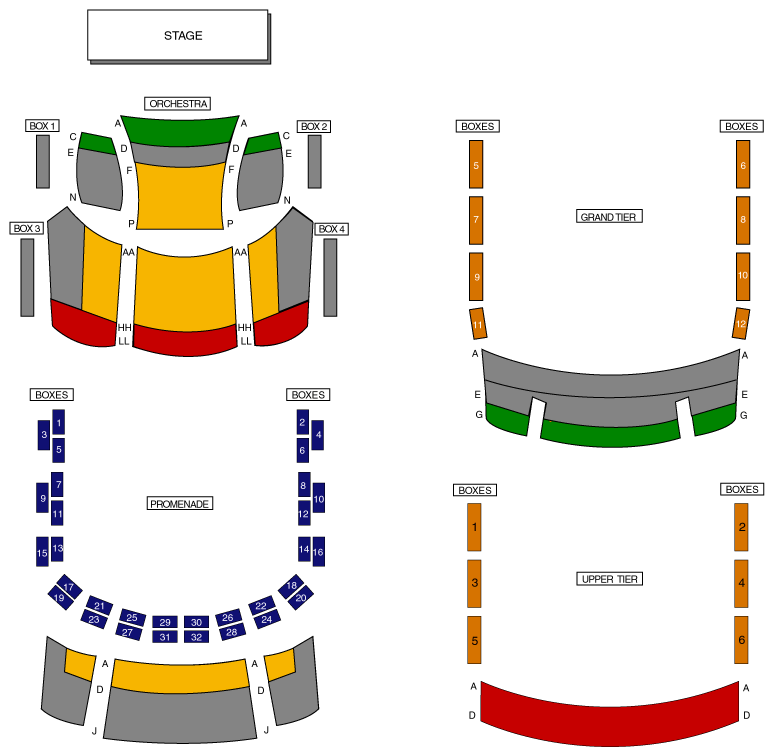 STAGE
ORCHESTRA
BOX 1
BOX 2
A A
C C
D D
E E
F F
N N
P P
BOX 3
BOX 4
AA AA
HH HH
LL LL
BOXES
BOXES
1
3
5
2
4
6
7
9
11
8
10
12
PROMENADE
15 13
14 16
17
19
18
20
21
23
22
24
25
27
26
28
29 30
31 32
A A
D D
J J
BOXES
BOXES
5 6
7 8
GRAND TIER
9 10
11 12
A A
E E
G G
BOXES
BOXES
1 2
UPPER TIER
3 4
5 6
A A
D D